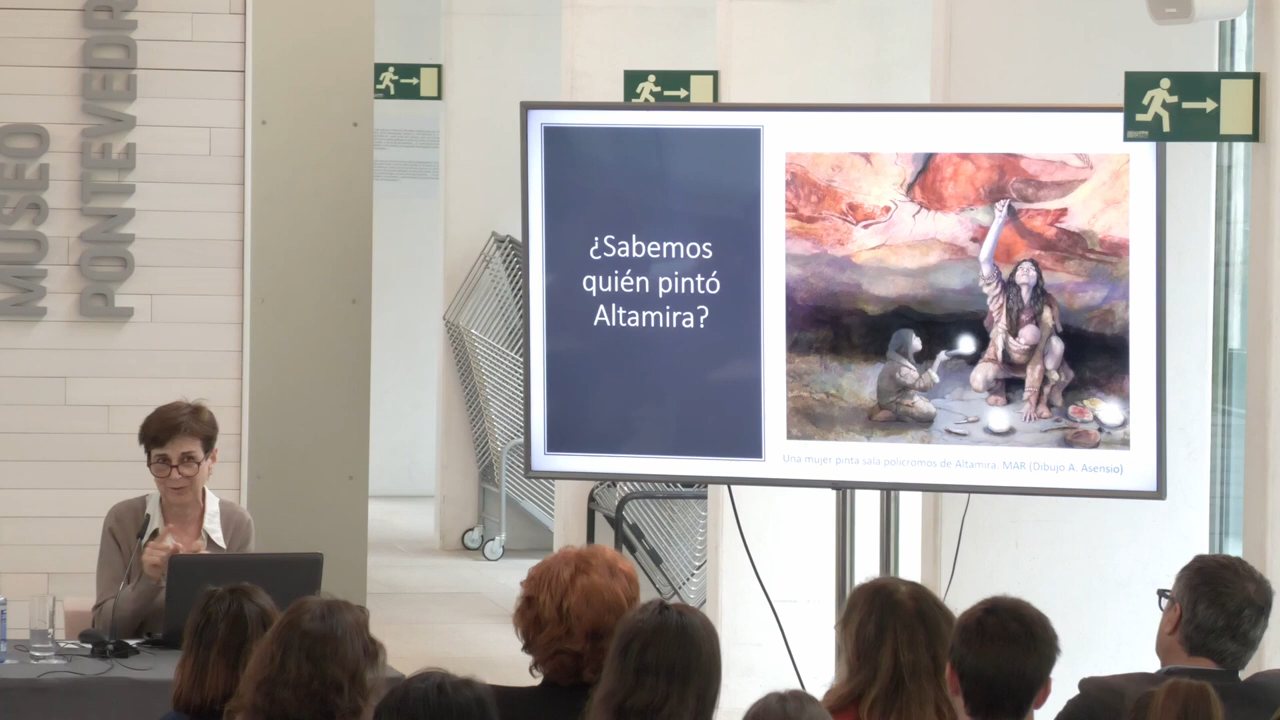 MUSEO
PONTEVEDR
¿Sabemos
quién pintó
Altamira?
Una mujer pinta sala polícromos de Altamira. MAR (Dibujo A. Asensio)